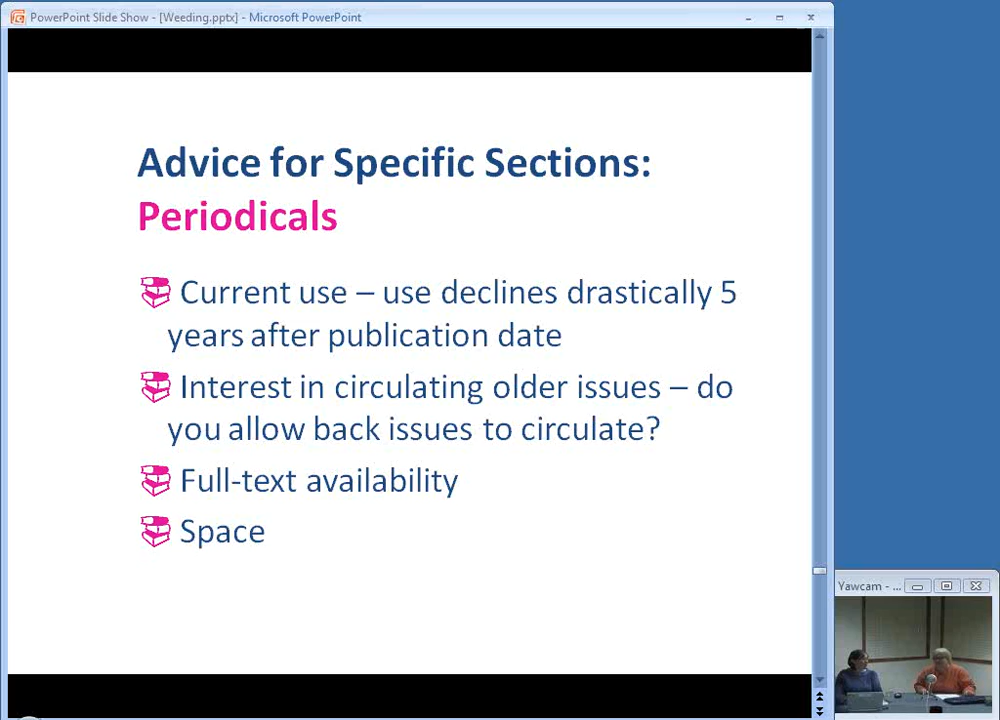 PowerPoint Slide Show - [Weeding.pptx] - Microsoft PowerPoint
Advice for Specific Sections:
Periodicals
Current use – use declines drastically 5
years after publication date
Interest in circulating older issues – do
you allow back issues to circulate?
Full-text availability
Space
Yawcam - ...